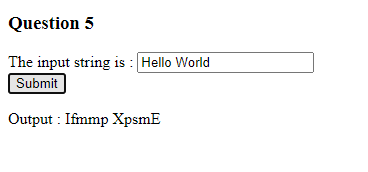 Question 5
The input string is : Hello World
Submit
Output : Ifmmp XpsmE